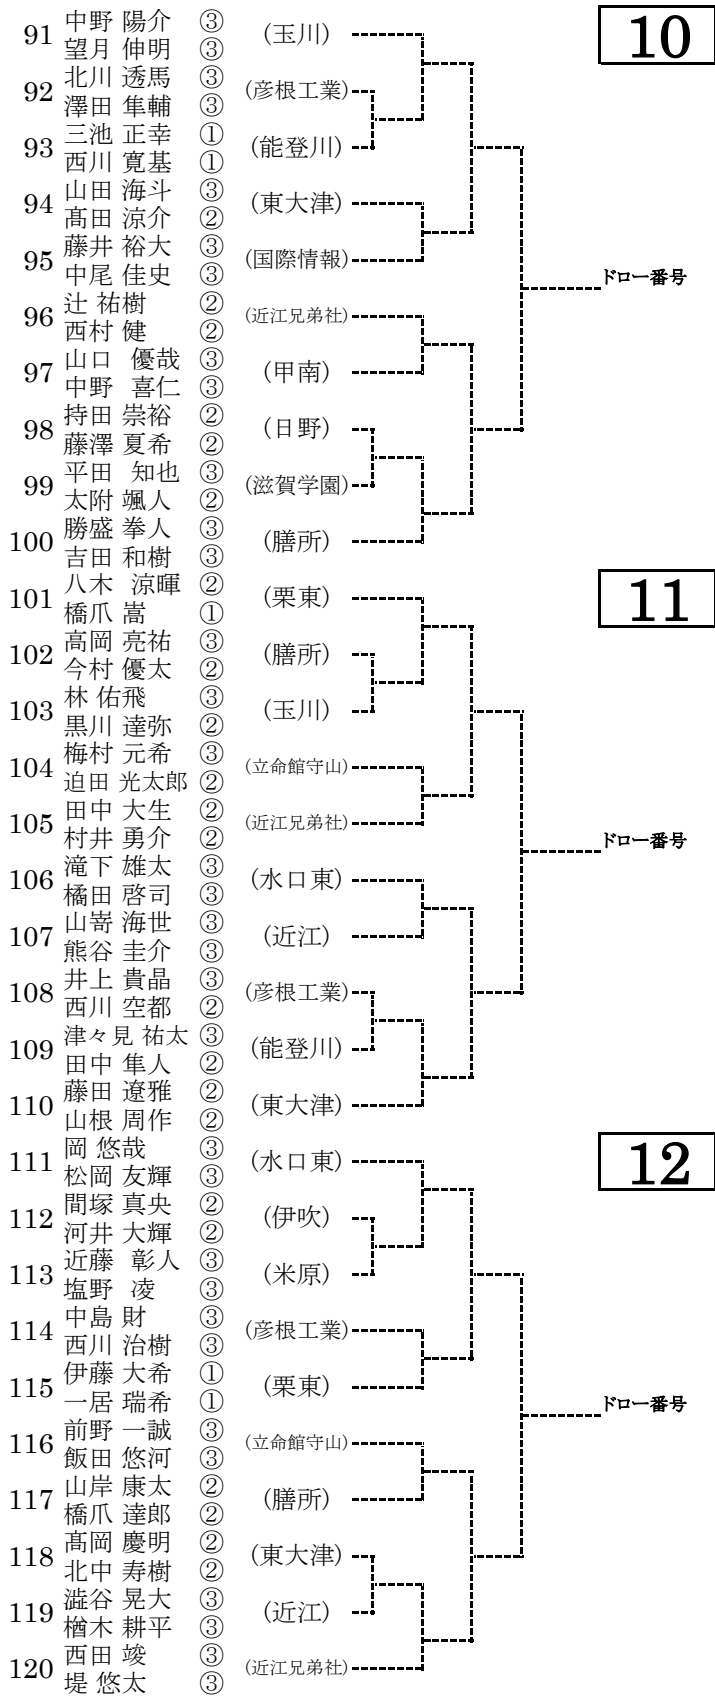 10
91 中野 陽介 ③ (玉川)
望月 伸明 ③
92 北川 透馬 ③ (彦根工業)
澤田 隼輔 ③
93 三池 正幸 ① (能登川)
西川 寛基 ①
94 山田 海斗 ③ (東大津)
髙田 涼介 ②
95 藤井 裕大 ③ (国際情報)
中尾 佳史 ③
ドロー番号
96 辻 祐樹 ② (近江兄弟社)
西村 健 ②
97 山口 優哉 ③ (甲南)
中野 喜仁 ③
98 持田 崇裕 ② (日野)
藤澤 夏希 ②
99 平田 知也 ③ (滋賀学園)
太附 颯人 ②
100 勝盛 拳人 ③ (膳所)
吉田 和樹 ③
11
101 八木 涼暉 ② (栗東)
橋爪 嵩 ①
102 高岡 亮祐 ③ (膳所)
今村 優太 ②
103 林 佑飛 ③ (玉川)
黒川 達弥 ②
104 梅村 元希 ③ (立命館守山)
迫田 光太郎 ②
105 田中 大生 ② (近江兄弟社)
村井 勇介 ②
ドロー番号
106 滝下 雄太 ③ (水口東)
橘田 啓司 ③
107 山嵜 海世 ③ (近江)
熊谷 圭介 ③
108 井上 貴晶 ③ (彦根工業)
西川 空都 ②
109 津々見 祐太 ③ (能登川)
田中 隼人 ②
110 藤田 遼雅 ② (東大津)
山根 周作 ②
12
111 岡 悠哉 ③ (水口東)
松岡 友輝 ③
112 間塚 真央 ② (伊吹)
河井 大輝 ②
113 近藤 彰人 ③ (米原)
塩野 凌 ③
114 中島 財 ③ (彦根工業)
西川 治樹 ③
115 伊藤 大希 ① (栗東)
一居 瑞希 ①
ドロー番号
116 前野 一誠 ③ (立命館守山)
飯田 悠河 ③
117 山岸 康太 ② (膳所)
橋爪 達郎 ②
118 髙岡 慶明 ② (東大津)
北中 寿樹 ②
119 澁谷 晃大 ③ (近江)
楢木 耕平 ③
120 西田 竣 ③ (近江兄弟社)
堤 悠太 ③